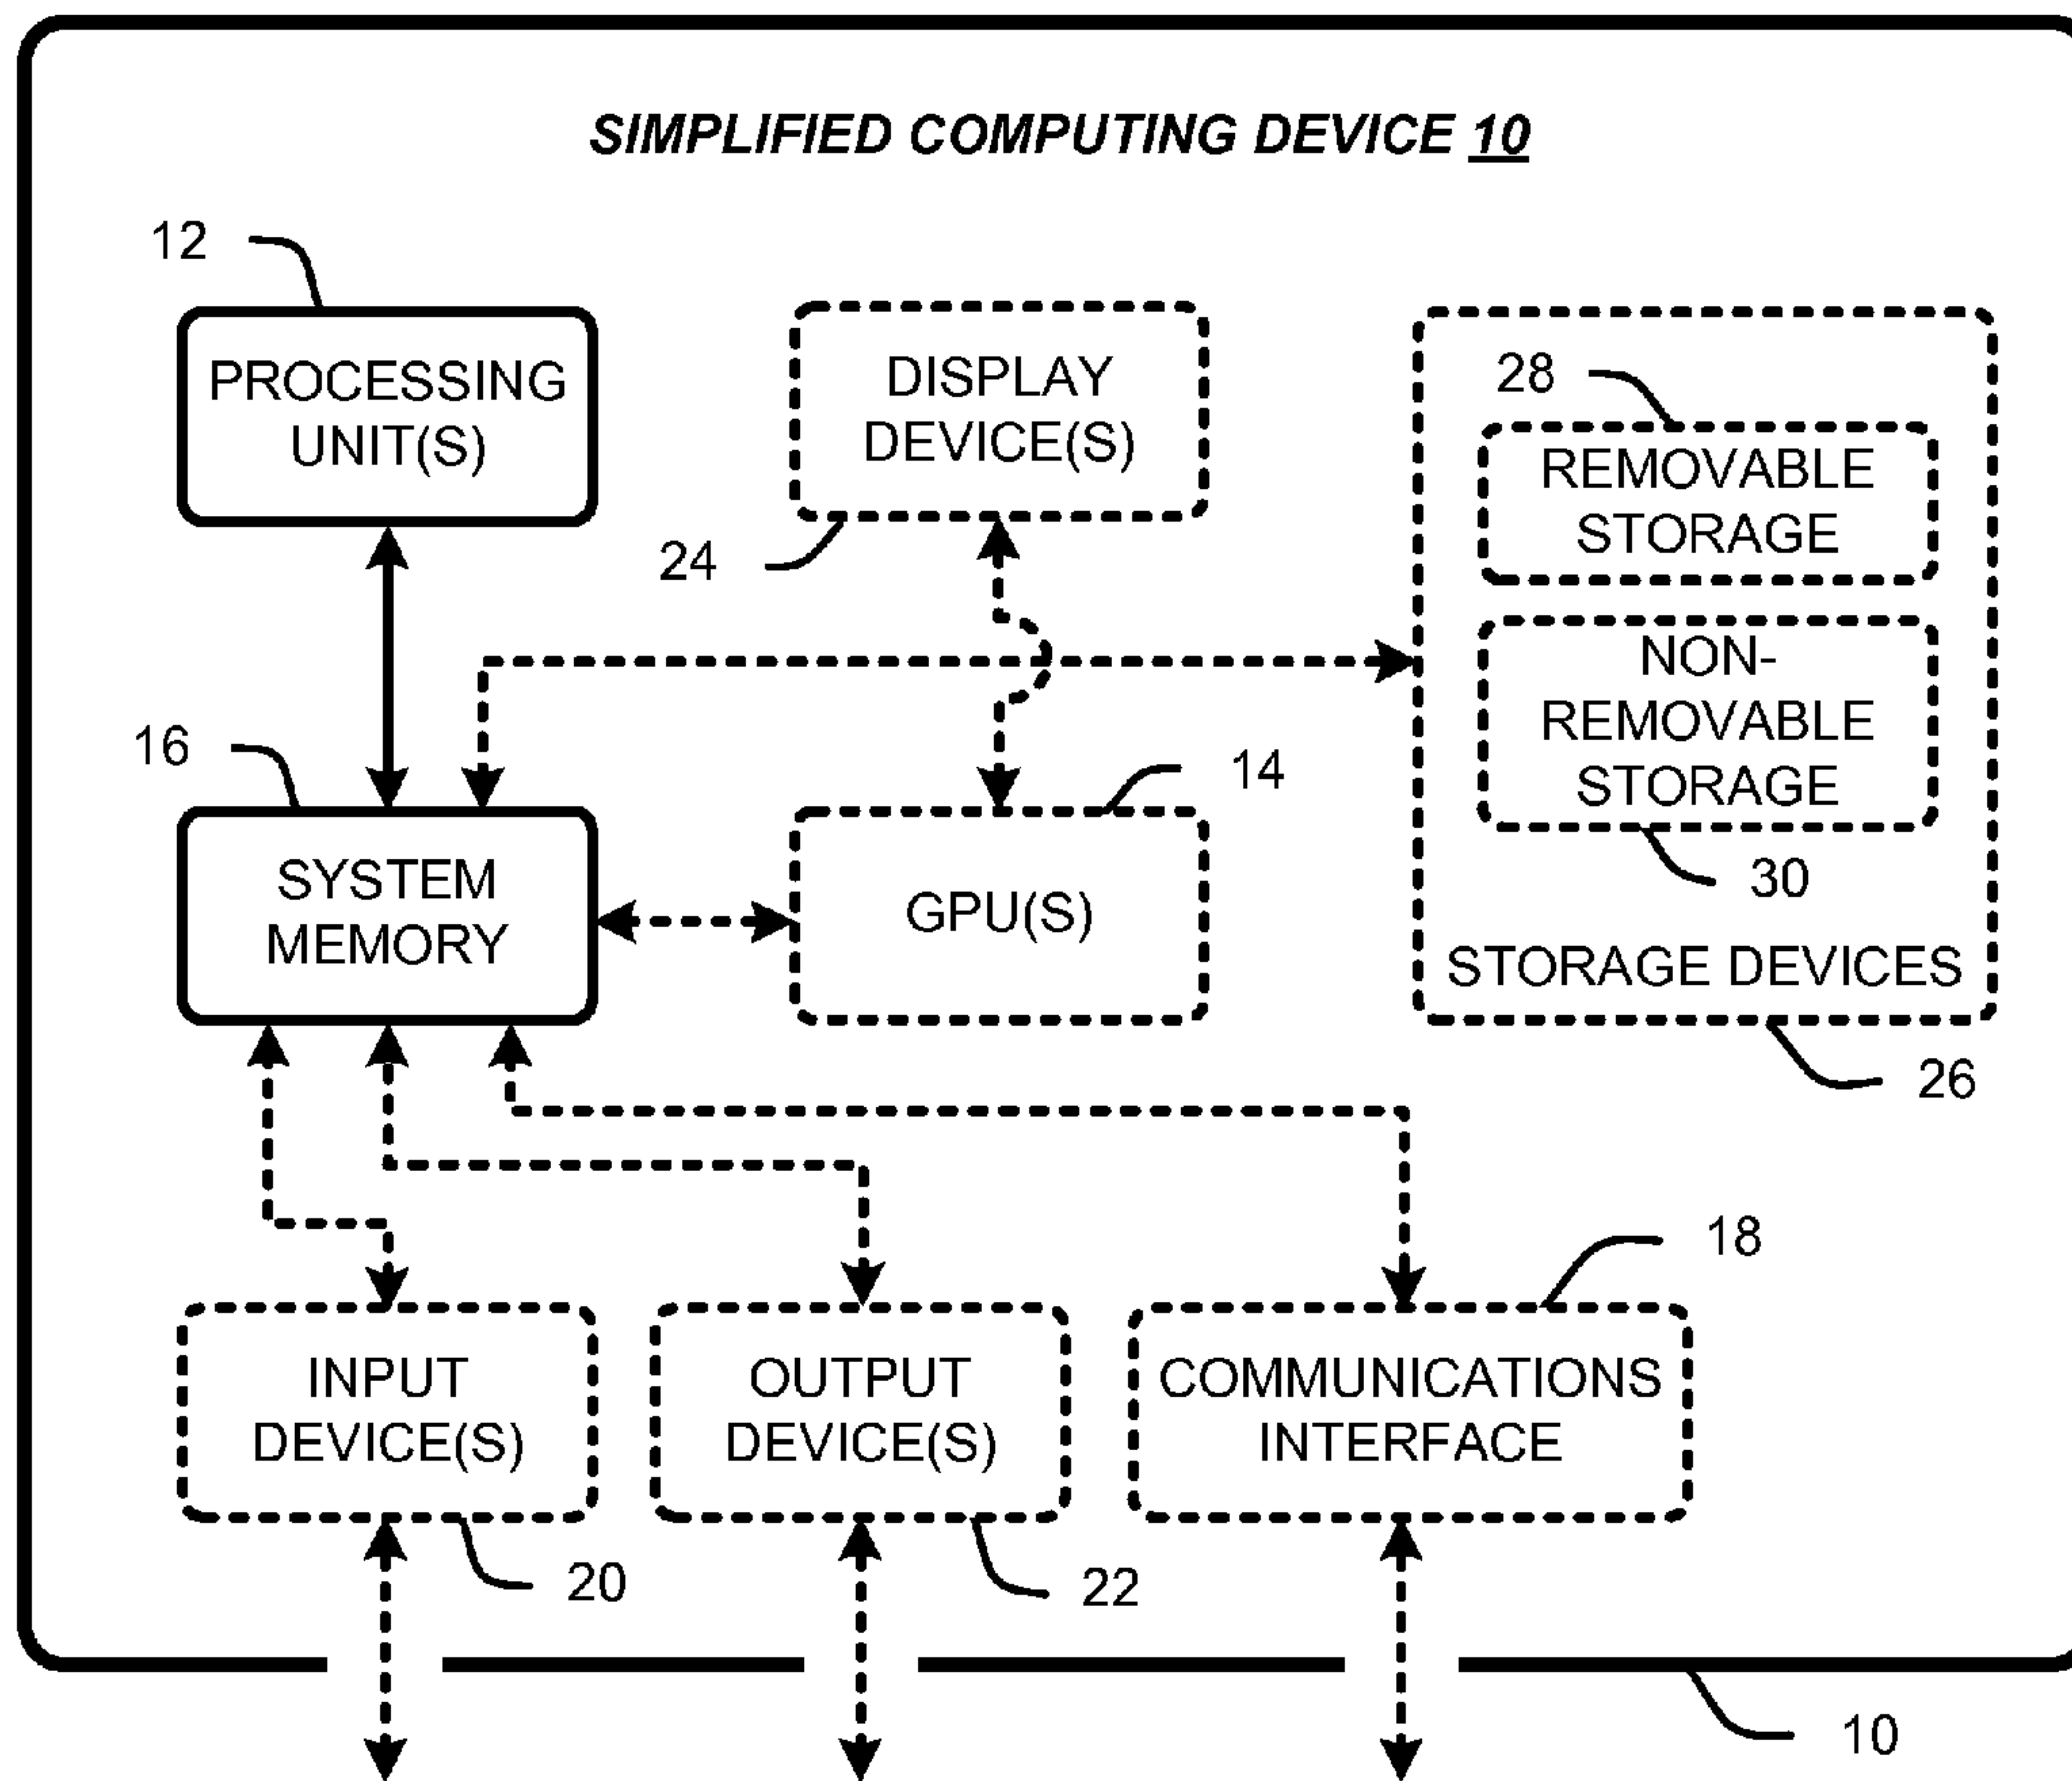 SIMPLIFIED COMPUTING DEVICE 10
12
PROCESSING
UNIT(S)
DISPLAY
DEVICE(S)
24
28
REMOVABLE
STORAGE
NON-
REMOVABLE
STORAGE
30
STORAGE DEVICES
26
16
SYSTEM
MEMORY
14
GPU(S)
18
INPUT
DEVICE(S)
20
OUTPUT
DEVICE(S)
22
COMMUNICATIONS
INTERFACE
10